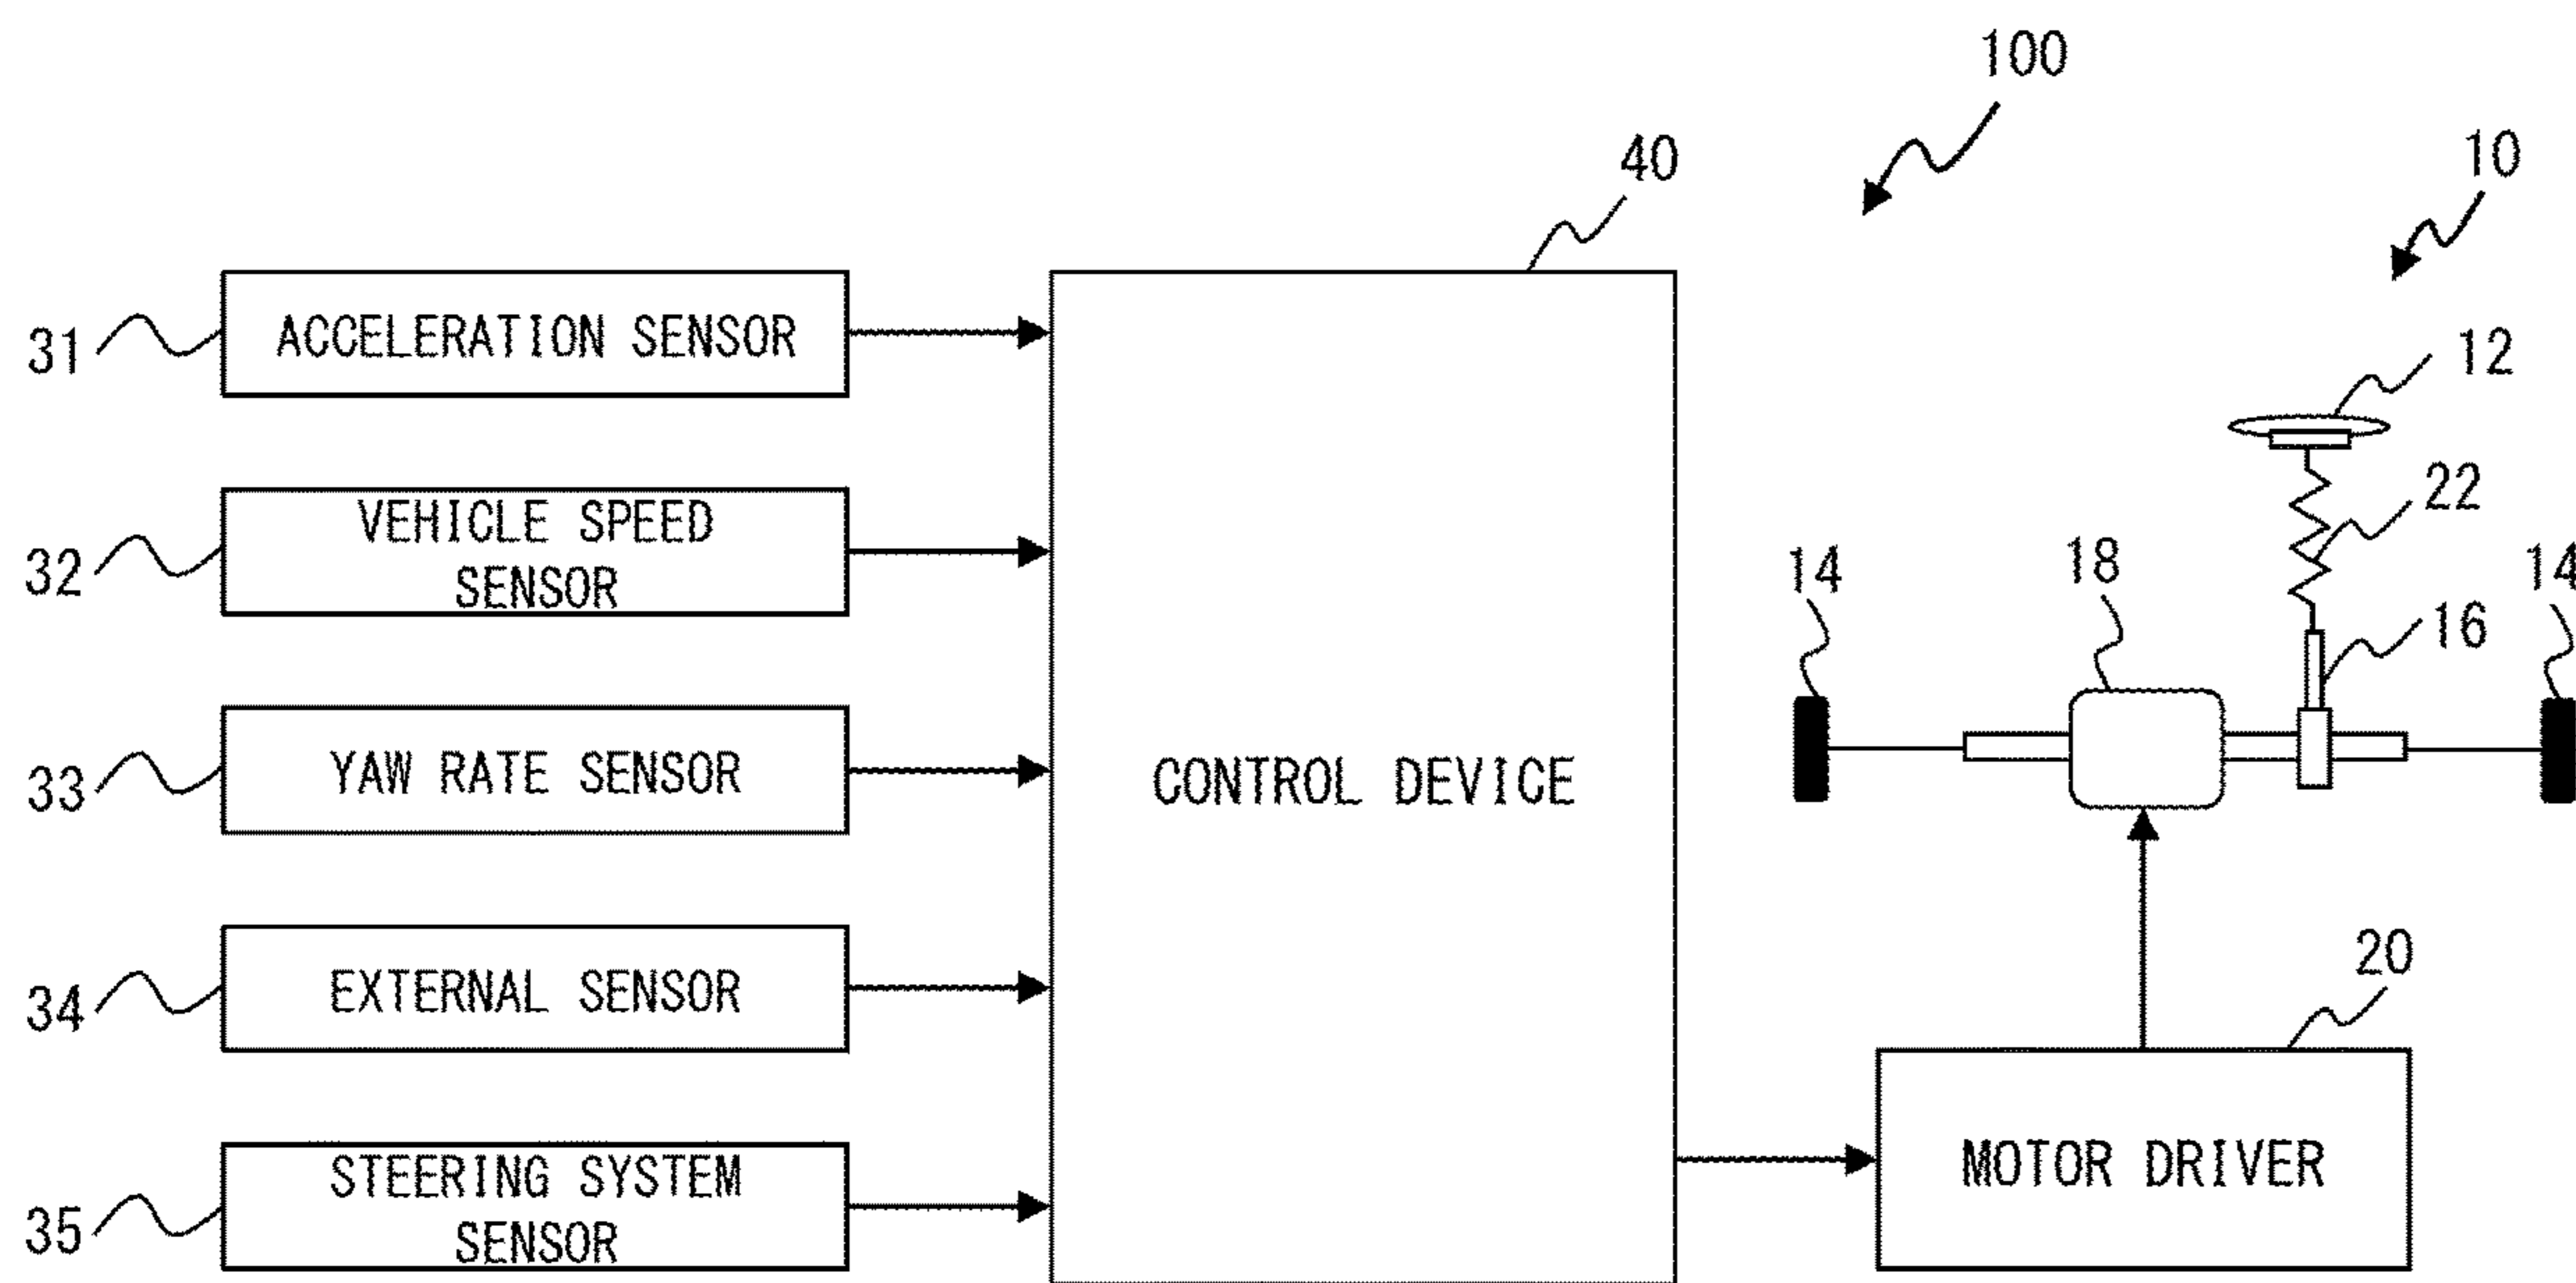 100
40
10
31
ACCELERATION SENSOR
12
32
VEHICLE SPEED
SENSOR
22
14
18
14
16
33
YAW RATE SENSOR
CONTROL DEVICE
34
EXTERNAL SENSOR
20
35
STEERING SYSTEM
SENSOR
MOTOR DRIVER